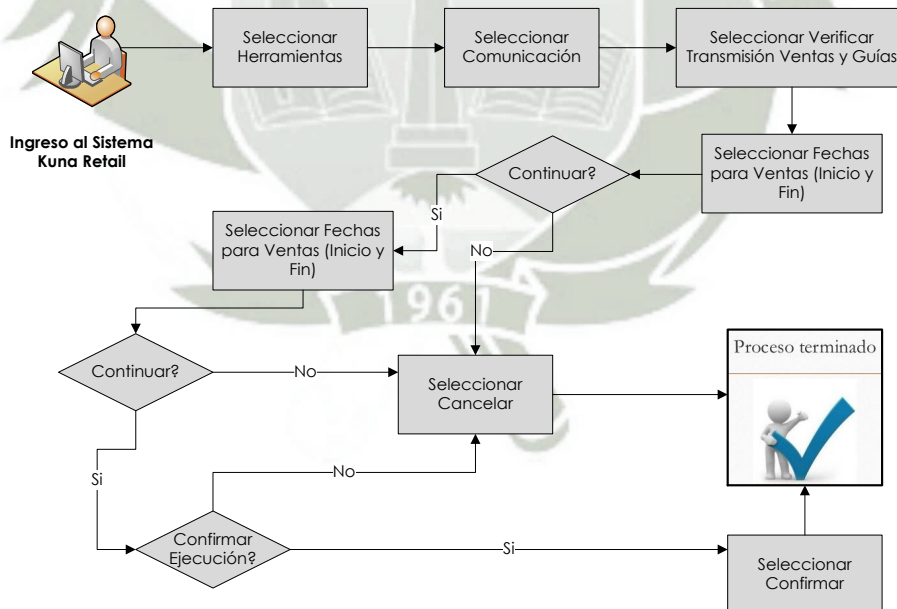 Ingreso al Sistema
Kuna Retail
Seleccionar
Herramientas
Seleccionar
Comunicación
Seleccionar Verificar
Transmisión Ventas y Guías
Seleccionar Fechas
para Ventas (Inicio y
Fin)
Continuar?
Si
No
Seleccionar Fechas
para Ventas (Inicio y
Fin)
1961
Continuar?
No
Si
Seleccionar
Cancelar
Proceso terminado
No
Confirmar
Ejecución?
Si
Seleccionar
Confirmar